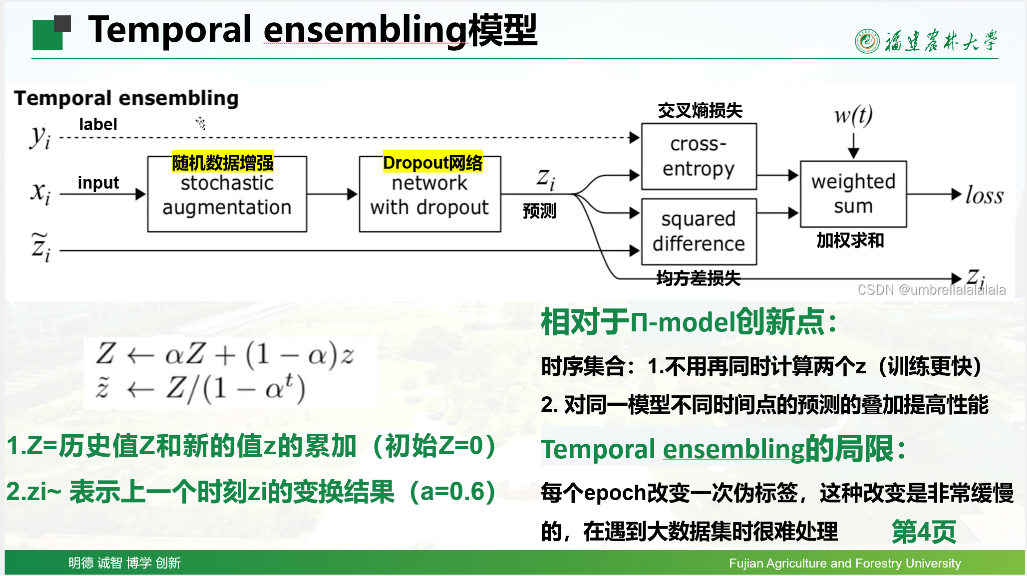 Temporal ensembling模型
福建农林大学
Temporal ensembling
交叉熵损失
w(t)
label
y_i
cross-
entropy
随机数据增强
Dropout网络
x_i
input
stochastic
augmentation
network
with dropout
z_i
预测
weighted
sum
loss
加权求和
z̃_i
squared
difference
均方差损失
z_i
CSDN @umbrellalalalala
Z ← αZ + (1 − α)z
z̃ ← Z/(1 − α^t)
1.Z=历史值Z和新的值z的累加（初始Z=0）
2.zi~ 表示上一个时刻zi的变换结果（a=0.6）
相对于Π-model创新点：
时序集合：1.不用再同时计算两个z（训练更快）
2. 对同一模型不同时间点的预测的叠加提高性能
Temporal ensembling的局限：
每个epoch改变一次伪标签，这种改变是非常缓慢
的，在遇到大数据集时很难处理
第4页
明德 诚智 博学 创新
Fujian Agriculture and Forestry University